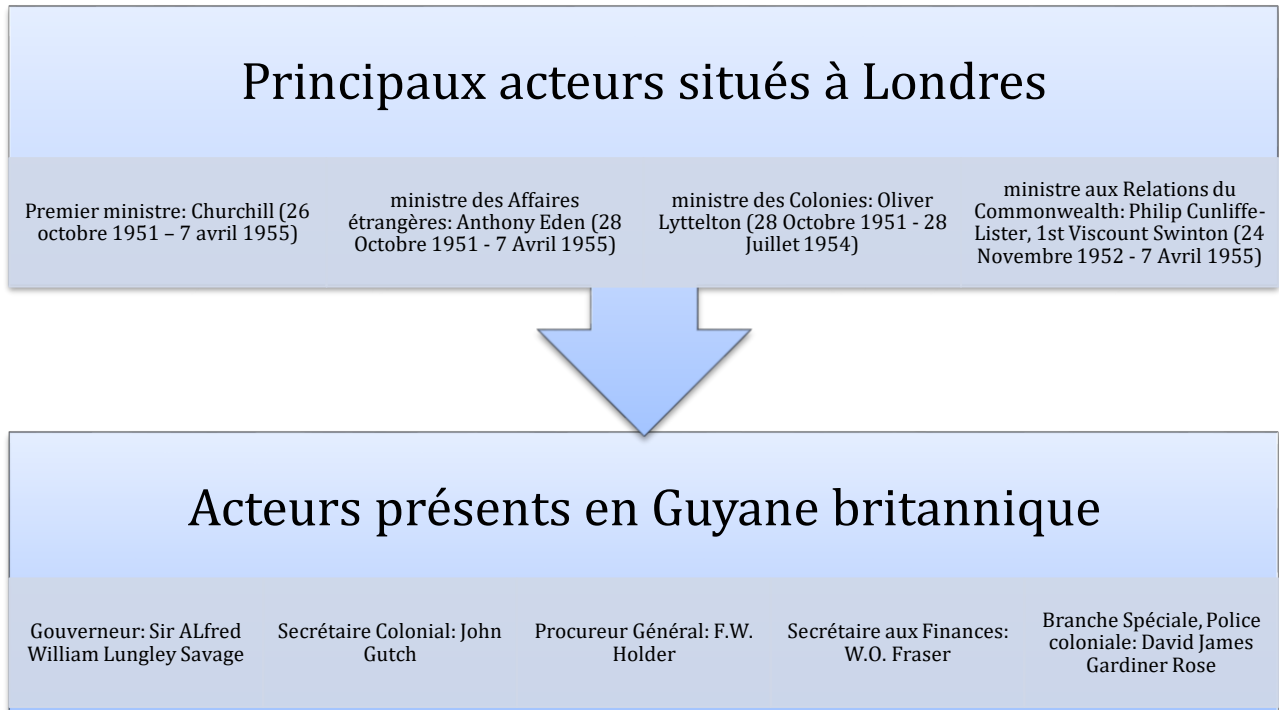 Principaux acteurs situés à Londres
Premier ministre: Churchill (26
octobre 1951 – 7 avril 1955)
ministre des Affaires
étrangères: Anthony Eden (28
Octobre 1951 - 7 Avril 1955)
ministre des Colonies: Oliver
Lyttelton (28 Octobre 1951 - 28
Juillet 1954)
ministre aux Relations du
Commonwealth: Philip Cunliffe-
Lister, 1st Viscount Swinton (24
Novembre 1952 - 7 Avril 1955)
Acteurs présents en Guyane britannique
Gouverneur: Sir ALfred
William Lungley Savage
Secrétaire Colonial: John
Gutch
Procureur Général: F.W.
Holder
Secrétaire aux Finances:
W.O. Fraser
Branche Spéciale, Police
coloniale: David James
Gardiner Rose